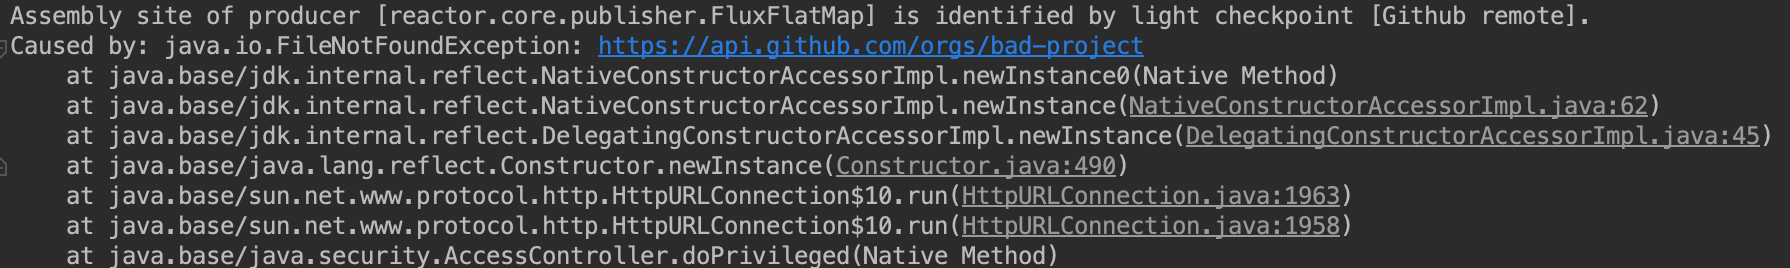 Assembly site of producer [reactor.core.publisher.FluxFlatMap] is identified by light checkpoint [Github remote].
Caused by: java.io.FileNotFoundException: https://api.github.com/orgs/bad-project
at java.base/jdk.internal.reflect.NativeConstructorAccessorImpl.newInstance0(Native Method)
at java.base/jdk.internal.reflect.NativeConstructorAccessorImpl.newInstance(NativeConstructorAccessorImpl.java:62)
at java.base/jdk.internal.reflect.DelegatingConstructorAccessorImpl.newInstance(DelegatingConstructorAccessorImpl.java:45)
at java.base/java.lang.reflect.Constructor.newInstance(Constructor.java:490)
at java.base/sun.net.www.protocol.http.HttpURLConnection$10.run(HttpURLConnection.java:1963)
at java.base/sun.net.www.protocol.http.HttpURLConnection$10.run(HttpURLConnection.java:1958)
at java.base/java.security.AccessController.doPrivileged(Native Method)